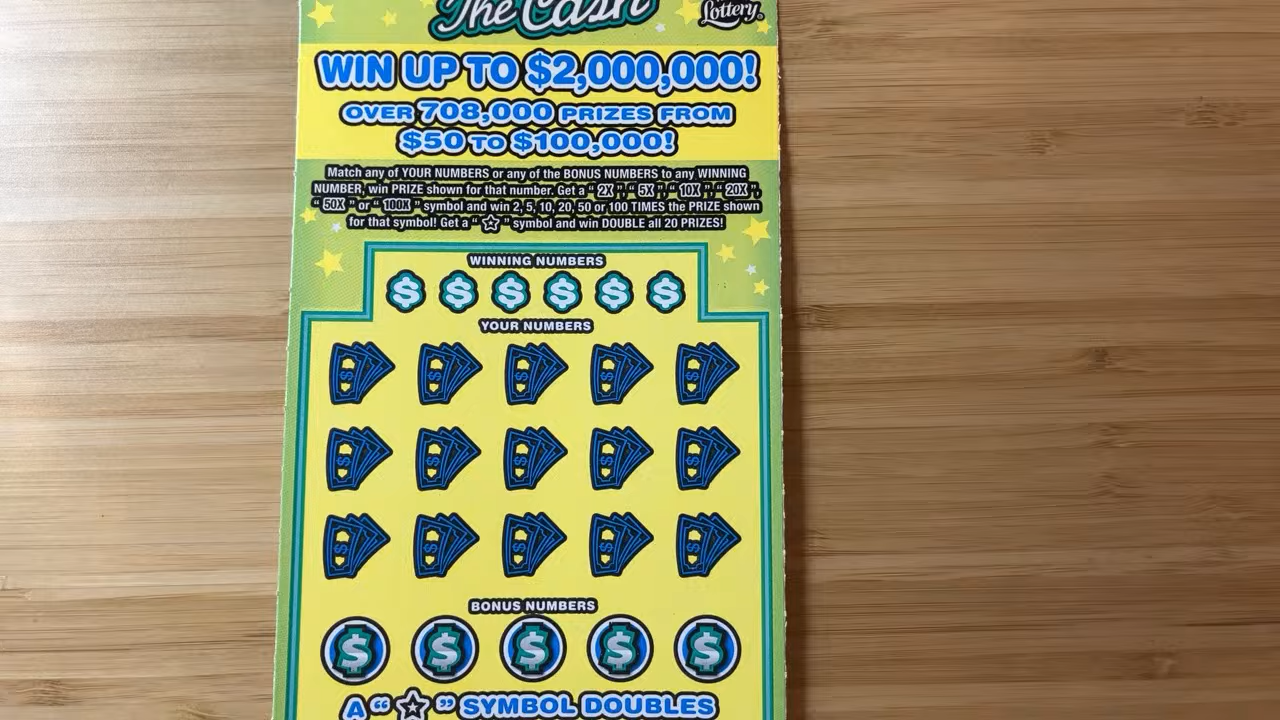 The Cash
Lottery®
WIN UP TO $2,000,000!
OVER 708,000 PRIZES FROM
$50 TO $100,000!
Match any of YOUR NUMBERS or any of the BONUS NUMBERS to any WINNING
NUMBER, win PRIZE shown for that number. Get a “ 2X ”, “ 5X ”, “ 10X ”, “ 20X ”,
“ 50X ” or “ 100X ” symbol and win 2, 5, 10, 20, 50 or 100 TIMES the PRIZE shown
for that symbol! Get a “ ☆ ” symbol and win DOUBLE all 20 PRIZES!
WINNING NUMBERS
$ $ $ $ $ $
YOUR NUMBERS
$ $ $ $ $
$ $ $ $ $
$ $ $ $ $
BONUS NUMBERS
$ $ $ $ $
A “☆” SYMBOL DOUBLES